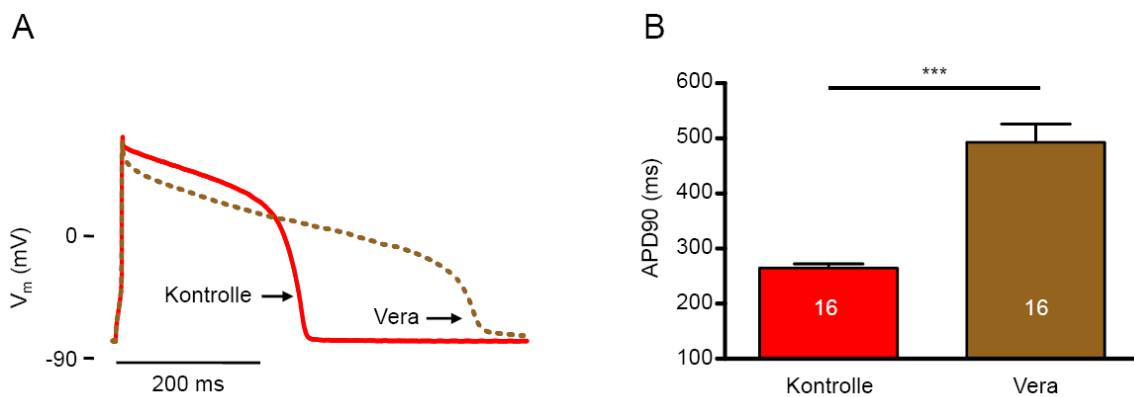 A
V_m (mV)
0
-90
Kontrolle
Vera
200 ms
B
APD90 (ms)
600
500
400
300
200
100
***
16
16
Kontrolle
Vera